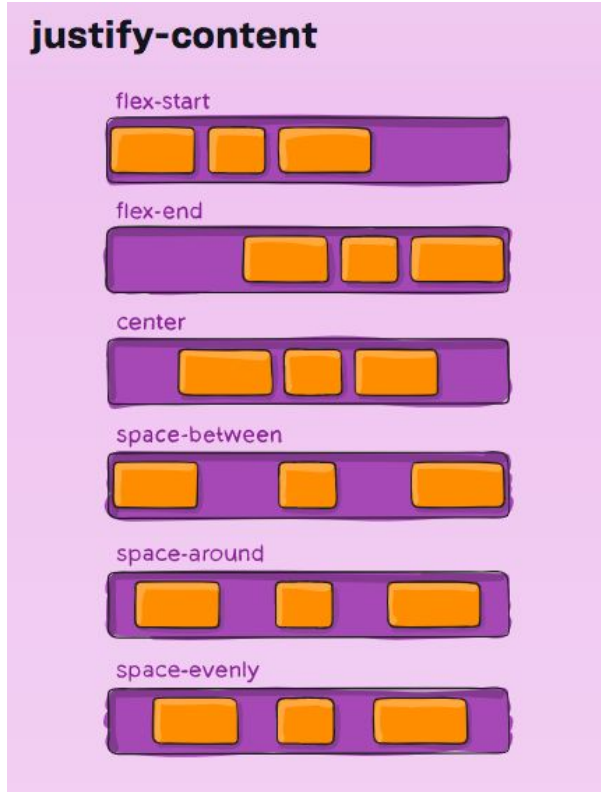 justify-content
flex-start
flex-end
center
space-between
space-around
space-evenly